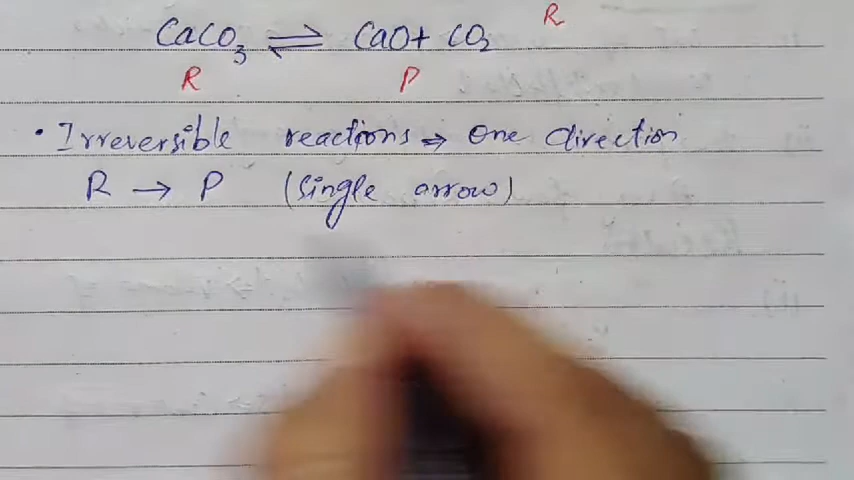 R
CaCO₃ ⇌ CaO + CO₂
R P
• Irreversible reactions → One direction
R → P (single arrow)